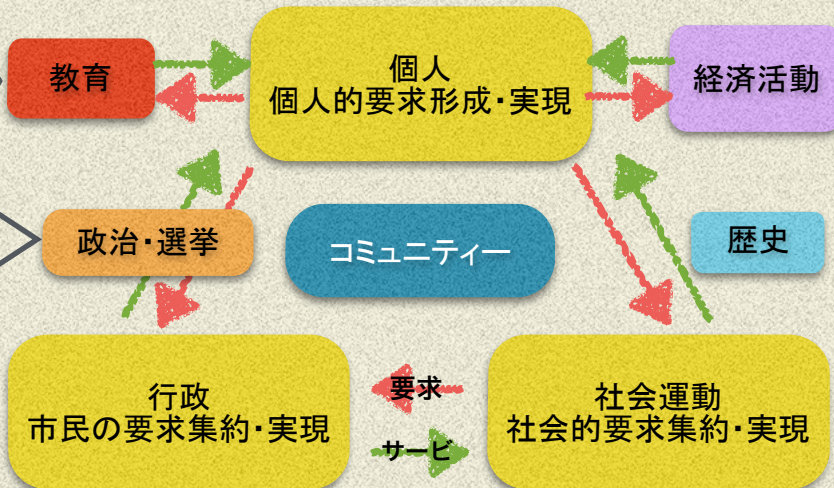 教育
個人
個人的要求形成・実現
経済活動
政治・選挙
コミュニティー
歴史
行政
市民の要求集約・実現
要求
サービ
社会運動
社会的要求集約・実現